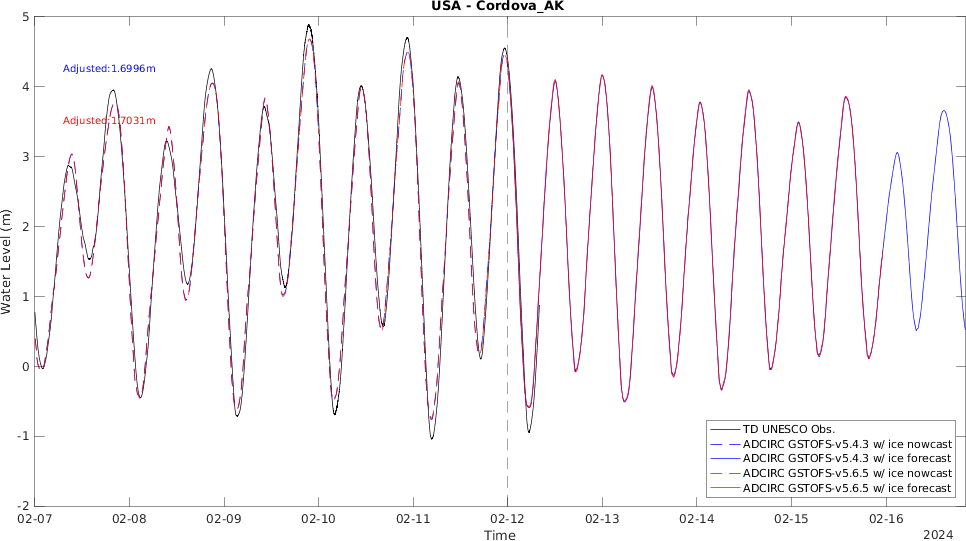 USA - Cordova_AK
5
4
3
2
1
0
-1
-2
Water Level (m)
Adjusted:1.6996m
Adjusted:1.7031m
TD UNESCO Obs.
ADCIRC GSTOFS-v5.4.3 w/ ice nowcast
ADCIRC GSTOFS-v5.4.3 w/ ice forecast
ADCIRC GSTOFS-v5.6.5 w/ ice nowcast
ADCIRC GSTOFS-v5.6.5 w/ ice forecast
02-07 02-08 02-09 02-10 02-11 02-12 02-13 02-14 02-15 02-16
Time
2024